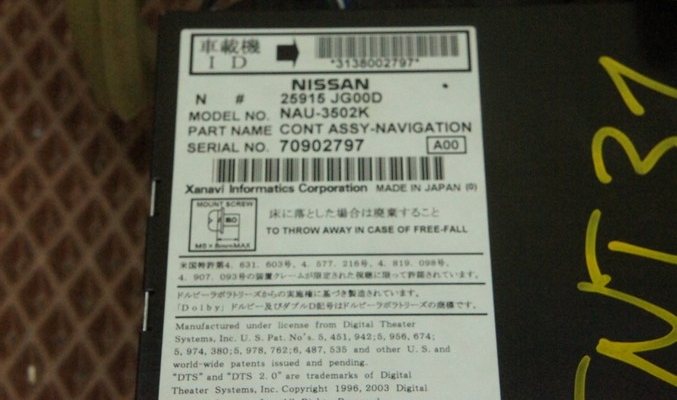 車載機
ID
*3138002797*
NISSAN
N # 25915 JG00D
MODEL NO. NAU-3502K
PART NAME CONT ASSY-NAVIGATION
SERIAL NO. 70902797 A00
Xanavi Informatics Corporation MADE IN JAPAN (0)
MOUNT SCREW
M5×8mmMAX
床に落とした場合は廃棄すること
TO THROW AWAY IN CASE OF FREE-FALL
米国特許第4,631,603号、4,577,216号、4,819,098号、
4,907,093号の装置クレームが限定された視聴に限って許諾されています。
ドルビーラボラトリーズからの実施権に基づき製造されています。
「Dolby」ドルビー及びダブルD記号はドルビーラボラトリーズの商標です。
Manufactured under license from Digital Theater
Systems, Inc. U.S. Pat. No's. 5,451,942;5,956,674;
5,974,380;5,978,762;6,487,535 and other U.S. and
world-wide patents issued and pending.
"DTS" and "DTS 2.0" are trademarks of Digital
Theater Systems, Inc. Copyright 1996, 2003 Digital
NT 31